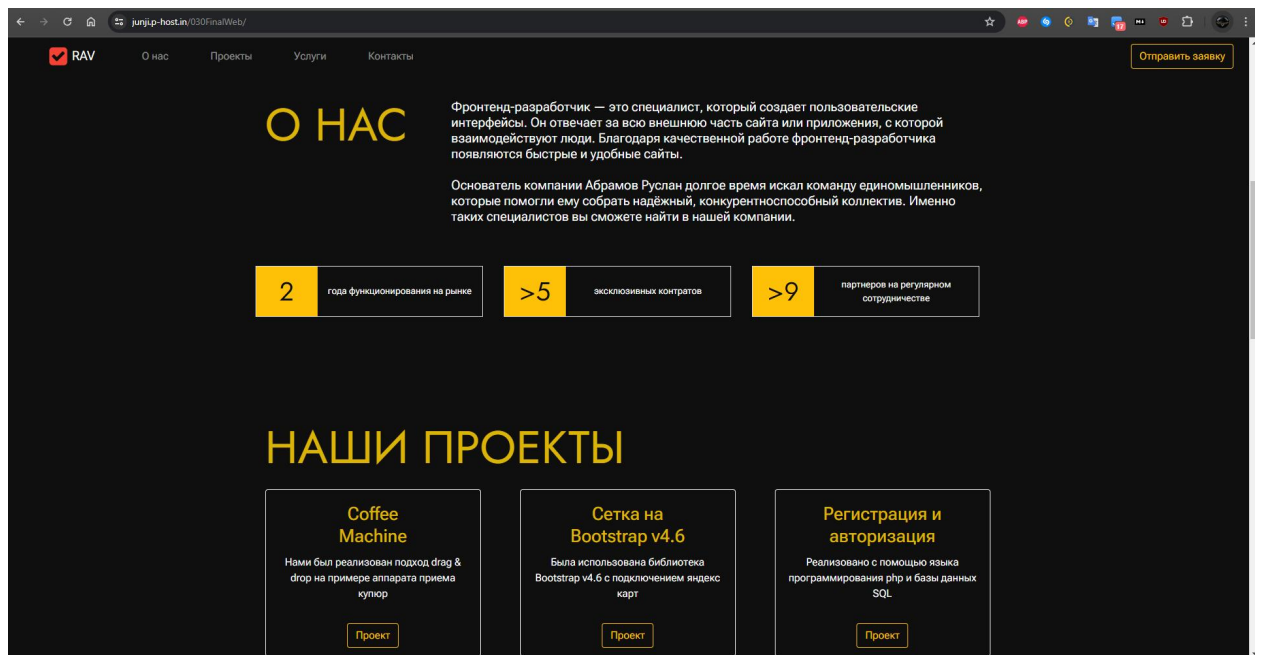 junji.p-host.in/030FinalWeb/
RAV
О нас
Проекты
Услуги
Контакты
Отправить заявку
О НАС
Фронтенд-разработчик — это специалист, который создает пользовательские
интерфейсы. Он отвечает за всю внешнюю часть сайта или приложения, с которой
взаимодействуют люди. Благодаря качественной работе фронтенд-разработчика
появляются быстрые и удобные сайты.
Основатель компании Абрамов Руслан долгое время искал команду единомышленников,
которые помогли ему собрать надёжный, конкурентноспособный коллектив. Именно
таких специалистов вы сможете найти в нашей компании.
2
года функционирования на рынке
>5
эксклюзивных контратов
>9
партнеров на регулярном
сотрудничестве
НАШИ ПРОЕКТЫ
Coffee
Machine
Нами был реализован подход drag &
drop на примере аппарата приема
купюр
Проект
Сетка на
Bootstrap v4.6
Была использована библиотека
Bootstrap v4.6 с подключением яндекс
карт
Проект
Регистрация и
авторизация
Реализовано с помощью языка
программирования php и базы данных
SQL
Проект